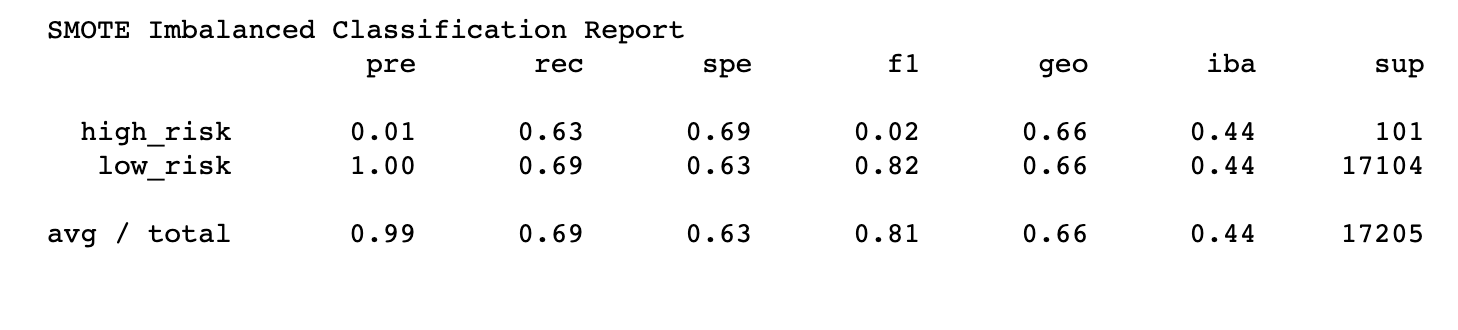 SMOTE Imbalanced Classification Report
pre rec spe f1 geo iba sup
high_risk 0.01 0.63 0.69 0.02 0.66 0.44 101
low_risk 1.00 0.69 0.63 0.82 0.66 0.44 17104
avg / total 0.99 0.69 0.63 0.81 0.66 0.44 17205